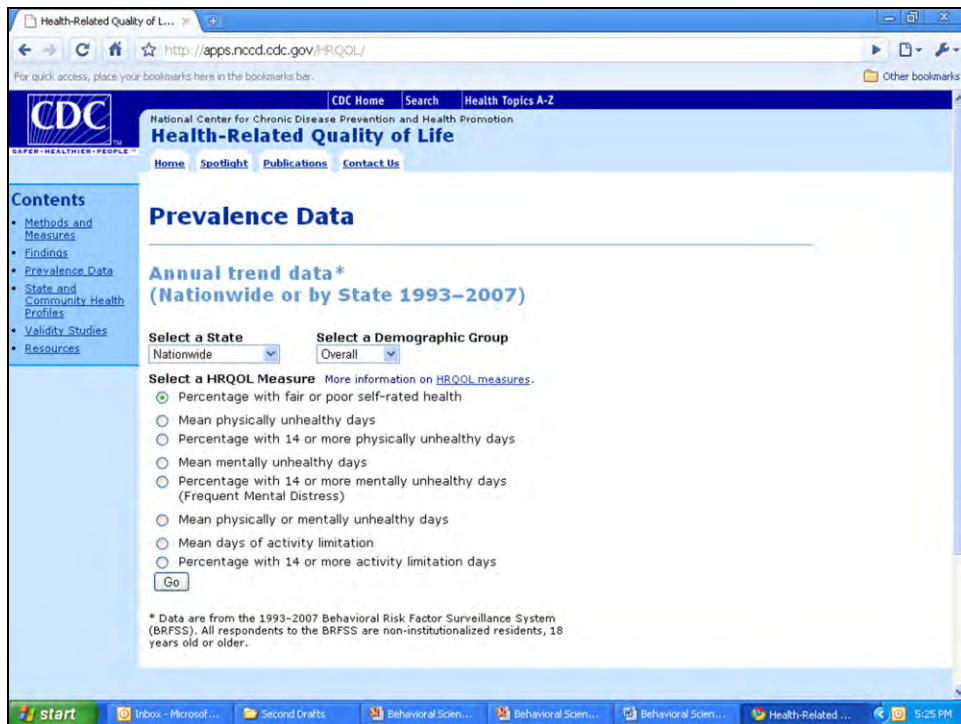 Health-Related Quality of L...
http://apps.nccd.cdc.gov/HRQOL/
For quick access, place your bookmarks here in the bookmarks bar.
Other bookmarks
CDC Home Search Health Topics A-Z
CDC
TM
SAFER•HEALTHIER•PEOPLE™
National Center for Chronic Disease Prevention and Health Promotion
Health-Related Quality of Life
Home Spotlight Publications Contact Us
Contents
• Methods and
Measures
• Findings
• Prevalence Data
• State and
Community Health
Profiles
• Validity Studies
• Resources
Prevalence Data
Annual trend data*
(Nationwide or by State 1993–2007)
Select a State Select a Demographic Group
Nationwide Overall
Select a HRQOL Measure More information on HRQOL measures.
Percentage with fair or poor self-rated health
Mean physically unhealthy days
Percentage with 14 or more physically unhealthy days
Mean mentally unhealthy days
Percentage with 14 or more mentally unhealthy days
(Frequent Mental Distress)
Mean physically or mentally unhealthy days
Mean days of activity limitation
Percentage with 14 or more activity limitation days
Go
* Data are from the 1993–2007 Behavioral Risk Factor Surveillance System
(BRFSS). All respondents to the BRFSS are non-institutionalized residents, 18
years old or older.
start Inbox - Microsof... Second Drafts Behavioral Scien... Behavioral Scien... Behavioral Scien... Health-Related ... 5:25 PM